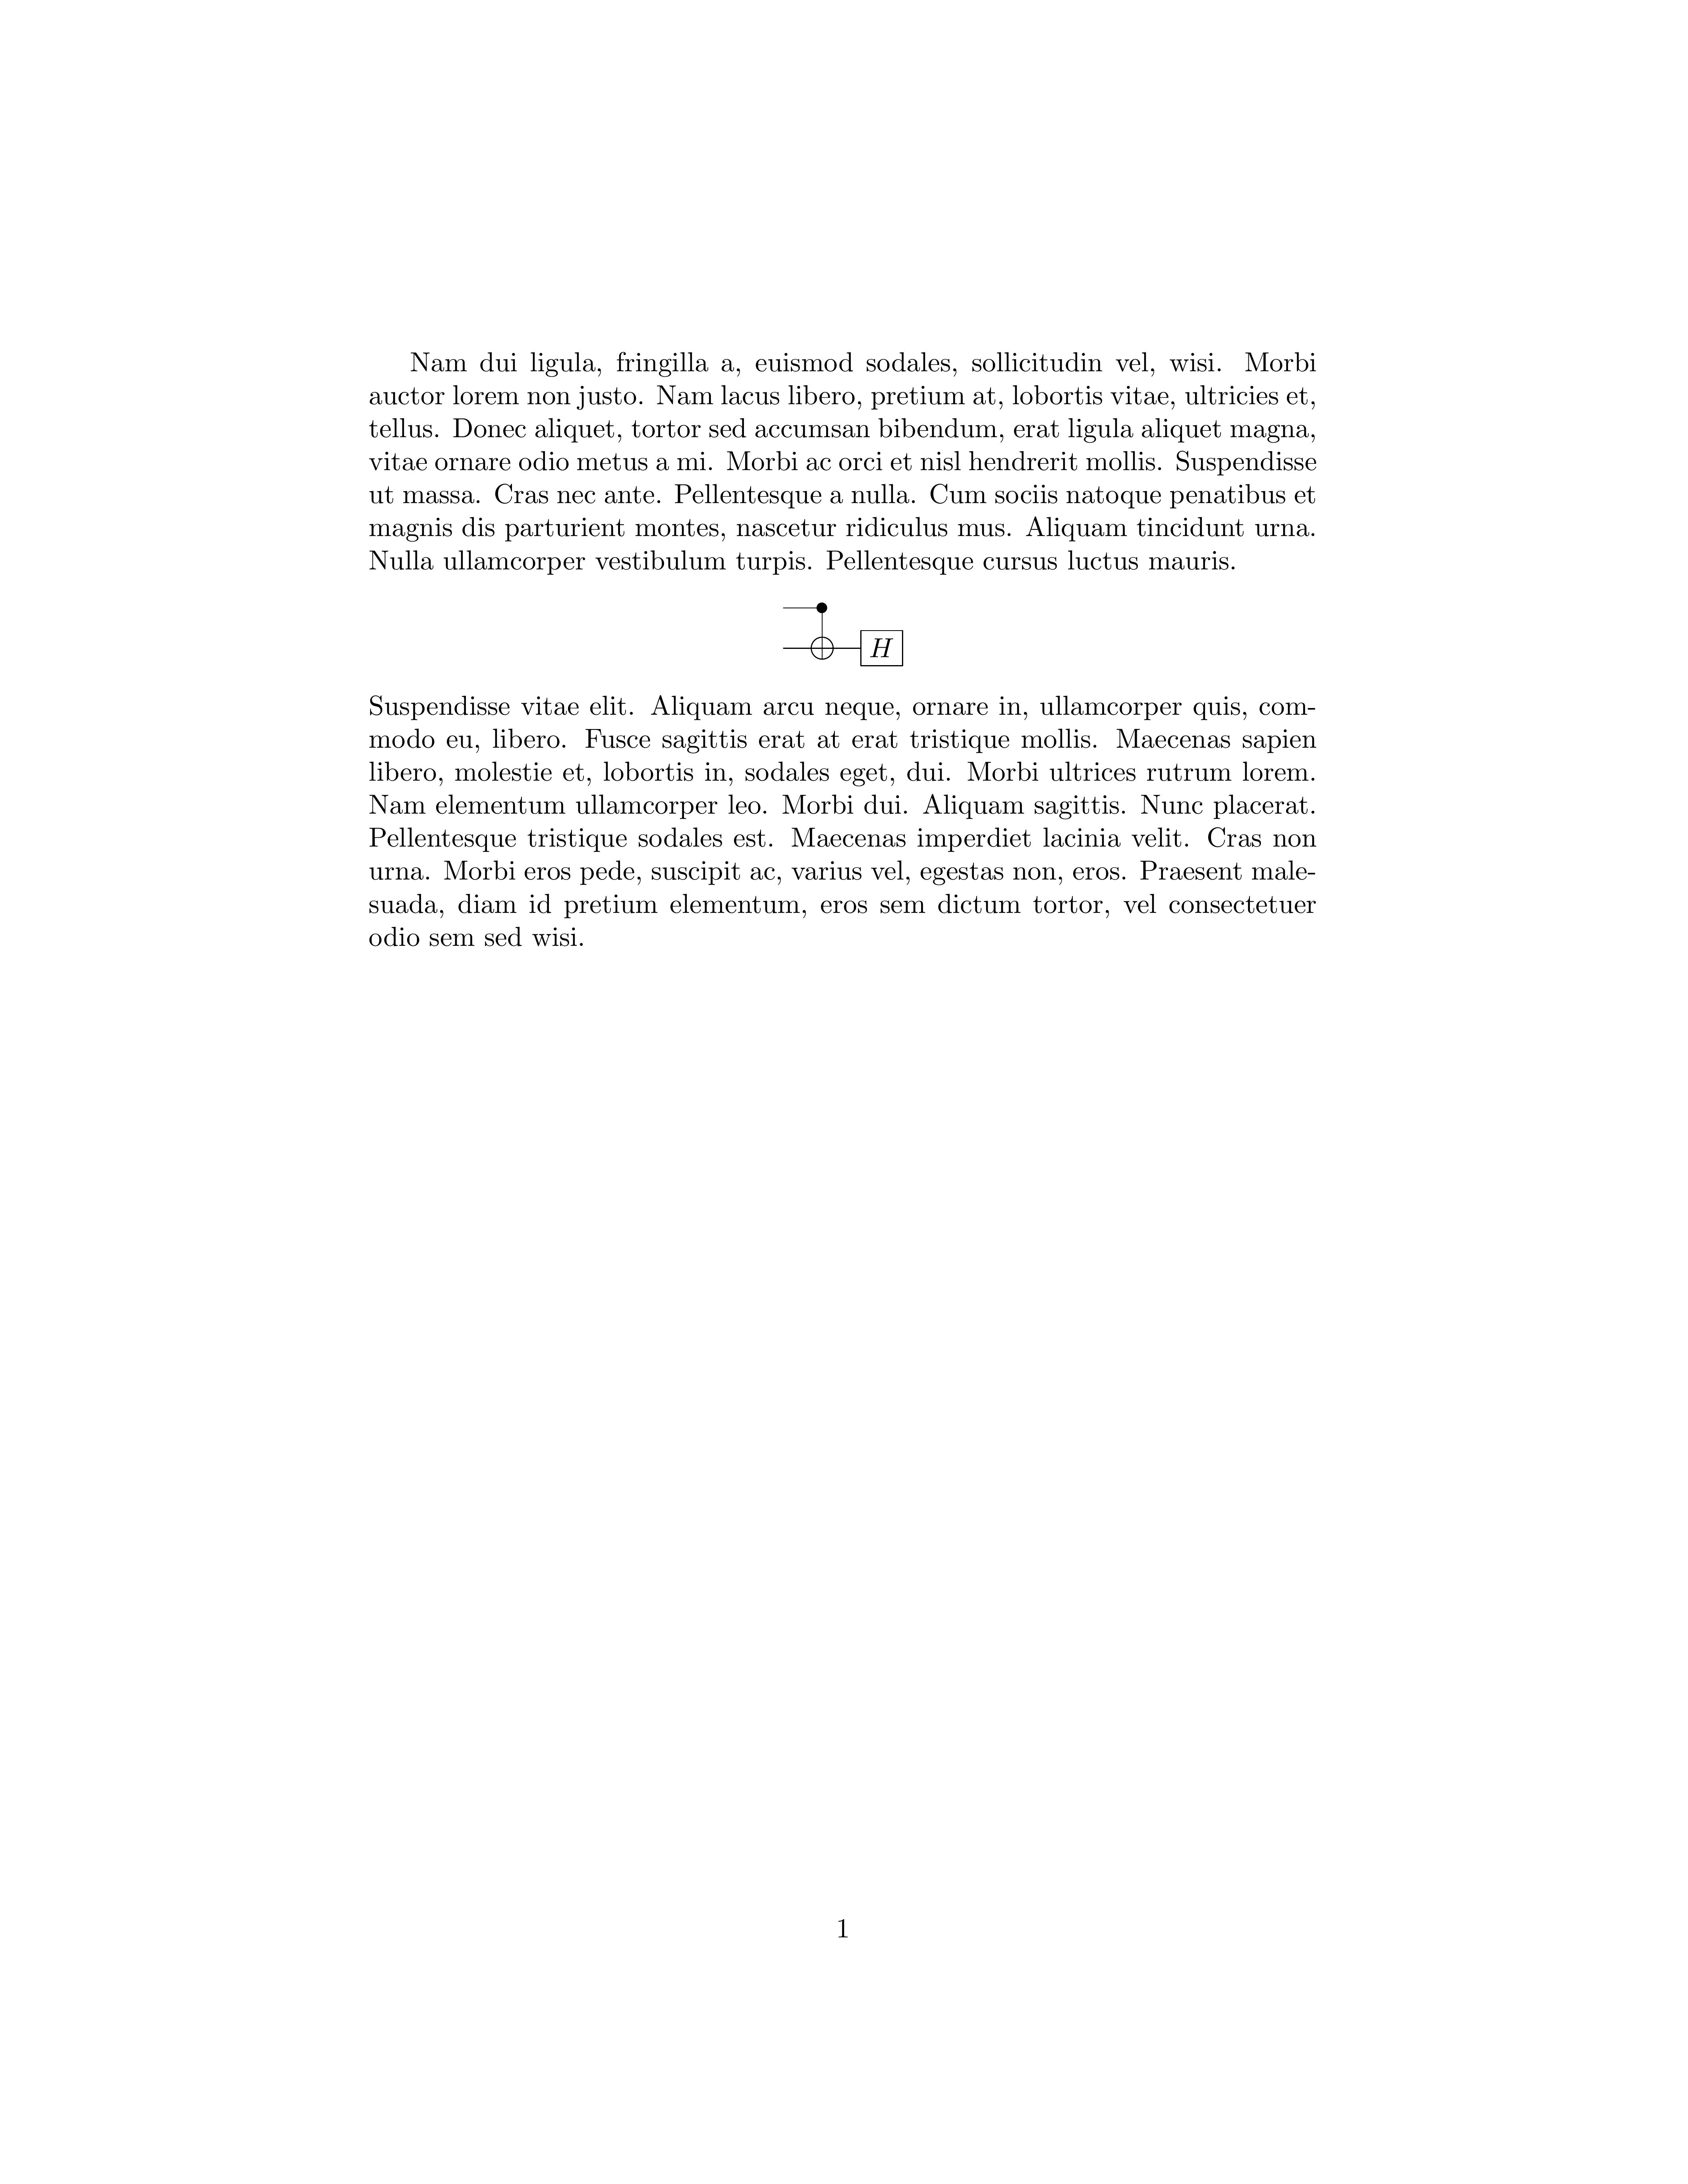 Nam dui ligula, fringilla a, euismod sodales, sollicitudin vel, wisi. Morbi
auctor lorem non justo. Nam lacus libero, pretium at, lobortis vitae, ultricies et,
tellus. Donec aliquet, tortor sed accumsan bibendum, erat ligula aliquet magna,
vitae ornare odio metus a mi. Morbi ac orci et nisl hendrerit mollis. Suspendisse
ut massa. Cras nec ante. Pellentesque a nulla. Cum sociis natoque penatibus et
magnis dis parturient montes, nascetur ridiculus mus. Aliquam tincidunt urna.
Nulla ullamcorper vestibulum turpis. Pellentesque cursus luctus mauris.
H
Suspendisse vitae elit. Aliquam arcu neque, ornare in, ullamcorper quis, com-
modo eu, libero. Fusce sagittis erat at erat tristique mollis. Maecenas sapien
libero, molestie et, lobortis in, sodales eget, dui. Morbi ultrices rutrum lorem.
Nam elementum ullamcorper leo. Morbi dui. Aliquam sagittis. Nunc placerat.
Pellentesque tristique sodales est. Maecenas imperdiet lacinia velit. Cras non
urna. Morbi eros pede, suscipit ac, varius vel, egestas non, eros. Praesent male-
suada, diam id pretium elementum, eros sem dictum tortor, vel consectetuer
odio sem sed wisi.
1